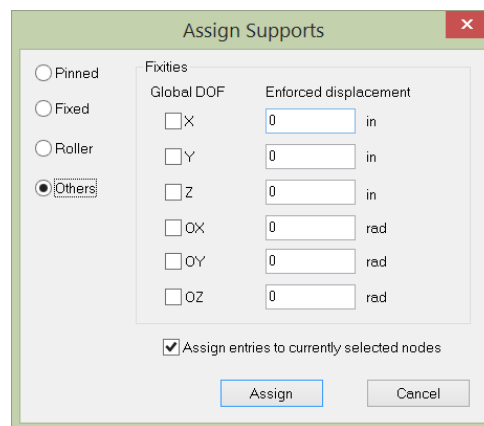 Assign Supports
x
Pinned
Fixed
Roller
Others
Fixities
Global DOF Enforced displacement
X 0 in
Y 0 in
Z 0 in
OX 0 rad
OY 0 rad
OZ 0 rad
Assign entries to currently selected nodes
Assign Cancel